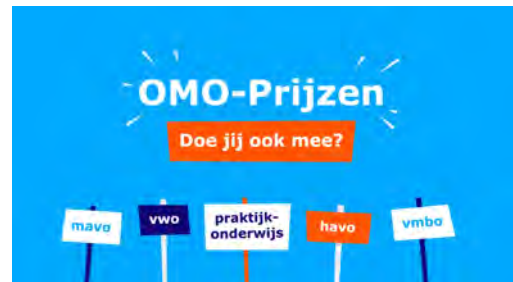 OMO-Prijzen
Doe jij ook mee?
mavo
vwo
praktijk-
onderwijs
havo
vmbo